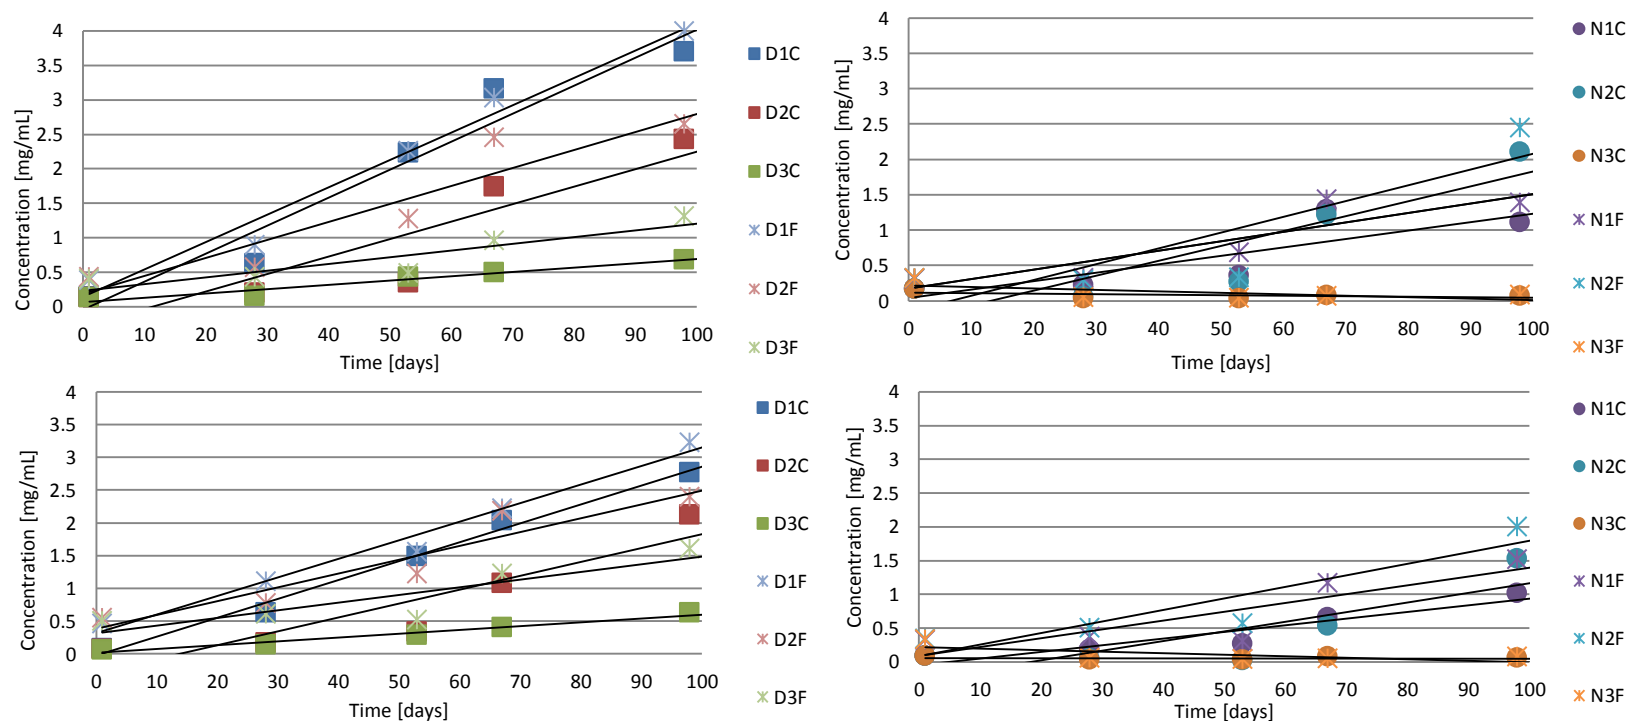 4
3.5
3
2.5
2
1.5
1
0.5
0
Concentration [mg/mL]
0 10 20 30 40 50 60 70 80 90 100
Time [days]
D1C
D2C
D3C
D1F
D2F
D3F
4
3.5
3
2.5
2
1.5
1
0.5
0
Concentration [mg/mL]
0 10 20 30 40 50 60 70 80 90 100
Time [days]
N1C
N2C
N3C
N1F
N2F
N3F
4
3.5
3
2.5
2
1.5
1
0.5
0
Concentration [mg/mL]
0 10 20 30 40 50 60 70 80 90 100
Time [days]
D1C
D2C
D3C
D1F
D2F
D3F
4
3.5
3
2.5
2
1.5
1
0.5
0
Concentration [mg/mL]
0 10 20 30 40 50 60 70 80 90 100
Time [days]
N1C
N2C
N3C
N1F
N2F
N3F